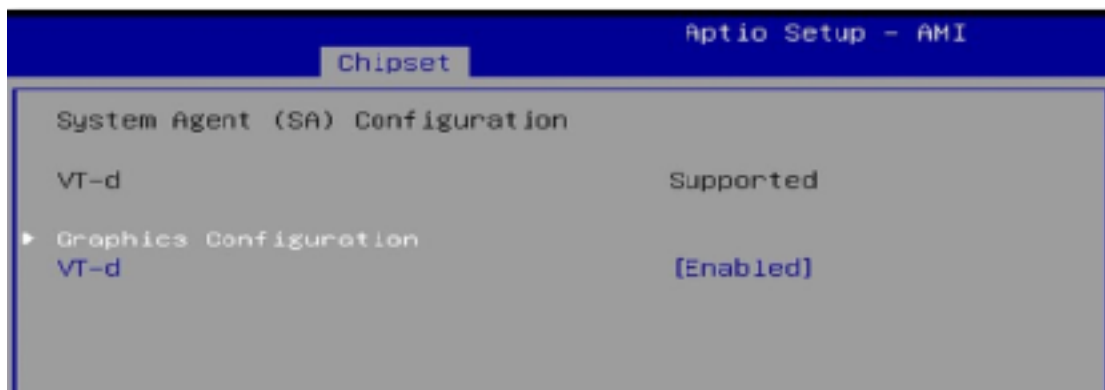 Aptio Setup - AMI
Chipset
System Agent (SA) Configuration
VT-d Supported
Graphics Configuration
VT-d [Enabled]